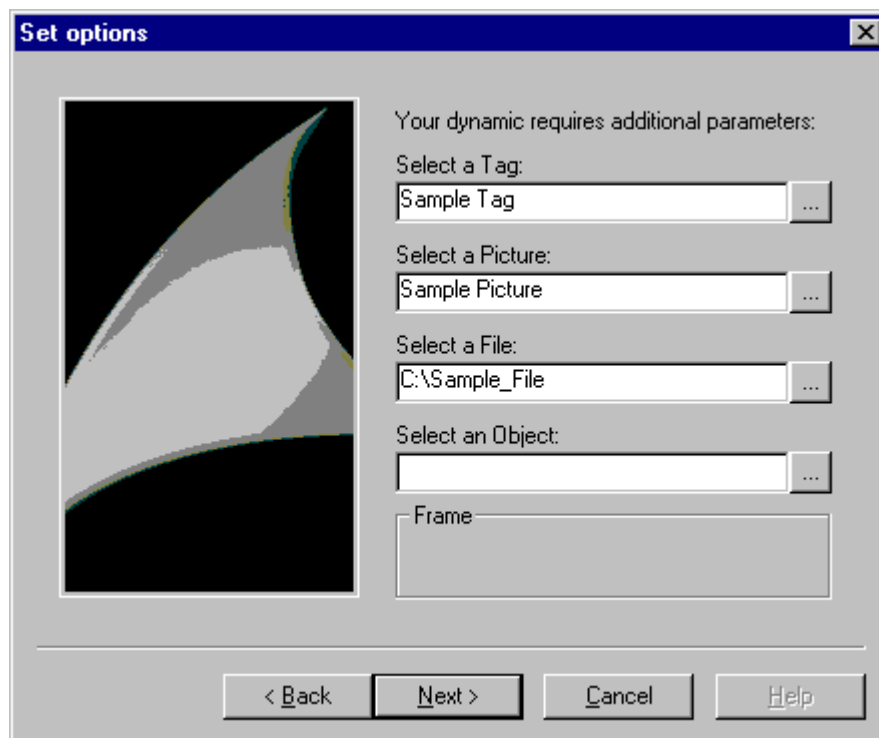 Set options
Your dynamic requires additional parameters:
Select a Tag:
Sample Tag
...
Select a Picture:
Sample Picture
...
Select a File:
C:\Sample_File
...
Select an Object:
...
Frame
< Back
Next >
Cancel
Help